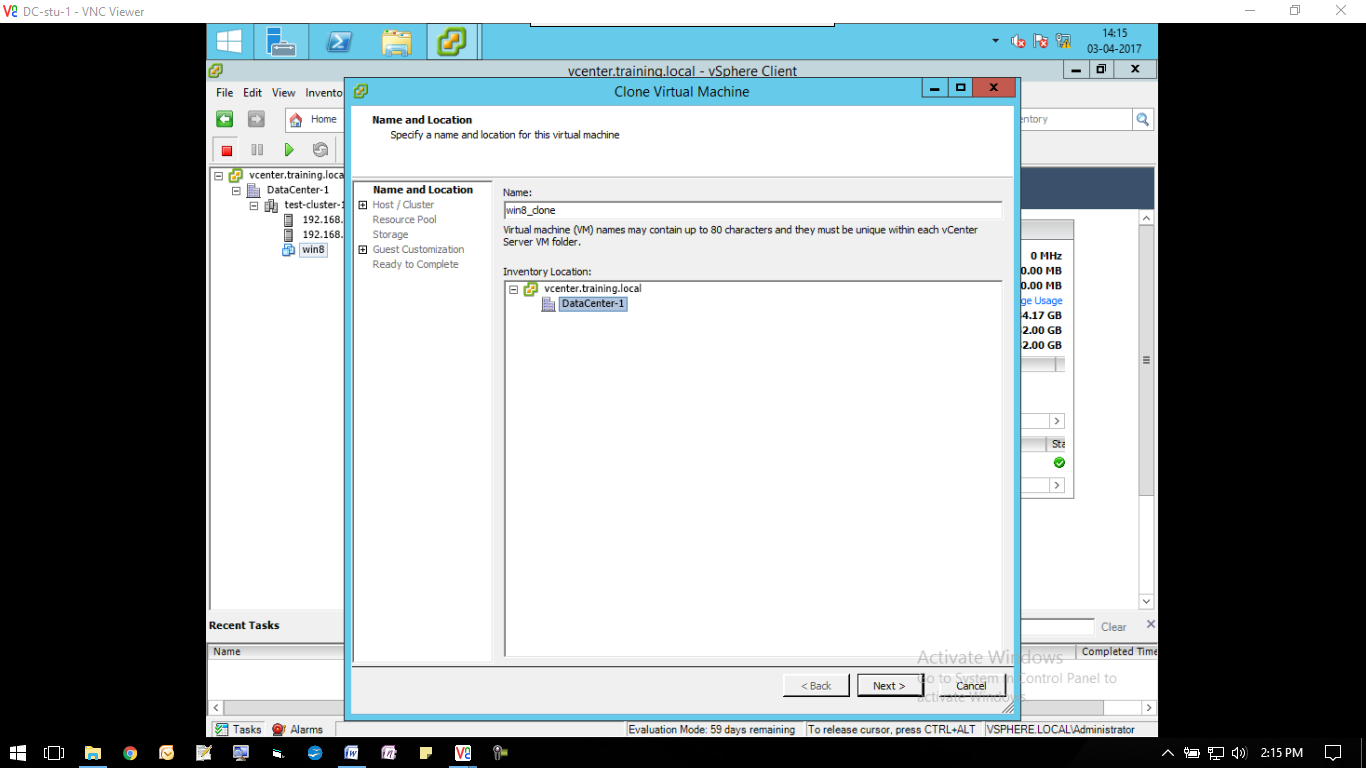 DC-stu-1 - VNC Viewer
14:15
03-04-2017
vcenter.training.local - vSphere Client
File Edit View Invento
Clone Virtual Machine
Home
entory
Name and Location
Specify a name and location for this virtual machine
vcenter.training.loca
DataCenter-1
test-cluster-1
192.168.
192.168.
win8
Name and Location
Host / Cluster
Resource Pool
Storage
Guest Customization
Ready to Complete
Name:
win8_clone
Virtual machine (VM) names may contain up to 80 characters and they must be unique within each vCenter
Server VM folder.
Inventory Location:
vcenter.training.local
DataCenter-1
0 MHz
0.00 MB
0.00 MB
ge Usage
4.17 GB
2.00 GB
2.00 GB
Sta
Recent Tasks
Clear
Name
Completed Time
Activate Windows
Go to System in Control Panel to
activate Windows.
< Back Next > Cancel
Tasks Alarms
Evaluation Mode: 59 days remaining
To release cursor, press CTRL+ALT
VSPHERE.LOCAL\Administrator
2:15 PM